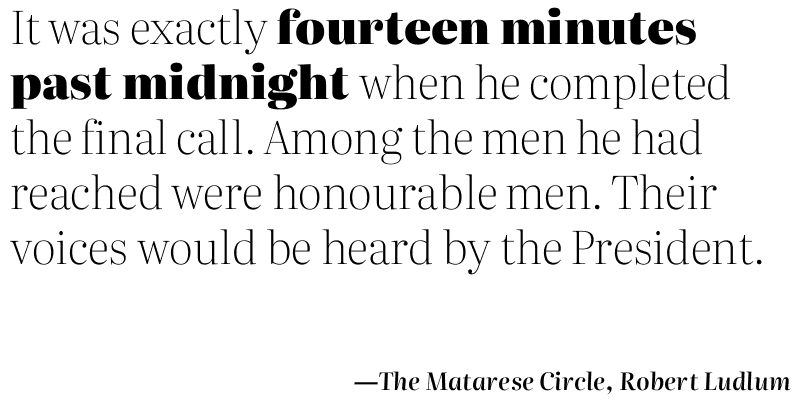 It was exactly fourteen minutes
past midnight when he completed
the final call. Among the men he had
reached were honourable men. Their
voices would be heard by the President.
—The Matarese Circle, Robert Ludlum